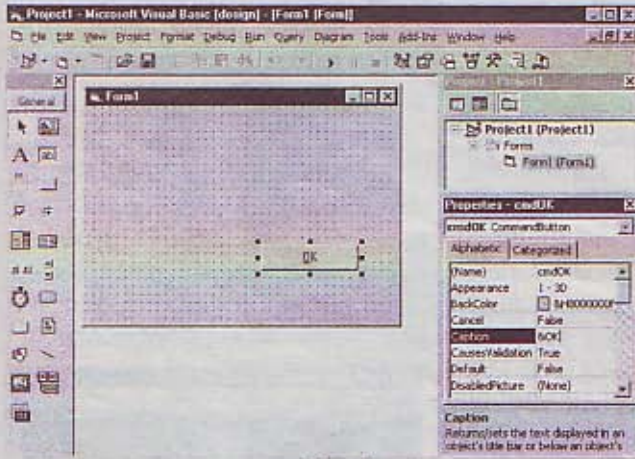 Project1 - Microsoft Visual Basic [design] - [Form1 (Form)]
File Edit View Project Format Debug Run Query Diagram Tools Add-Ins Window Help
General
Form1
OK
A
ab|
Project1 (Project1)
Forms
Form1 (Form1)
Properties - cmdOK
cmdOK CommandButton
Alphabetic Categorized
(Name) cmdOK
Appearance 1 - 3D
BackColor &H8000000F
Cancel False
Caption &OK
CausesValidation True
Default False
DisabledPicture (None)
Caption
Returns/sets the text displayed in an
object's title bar or below an object's